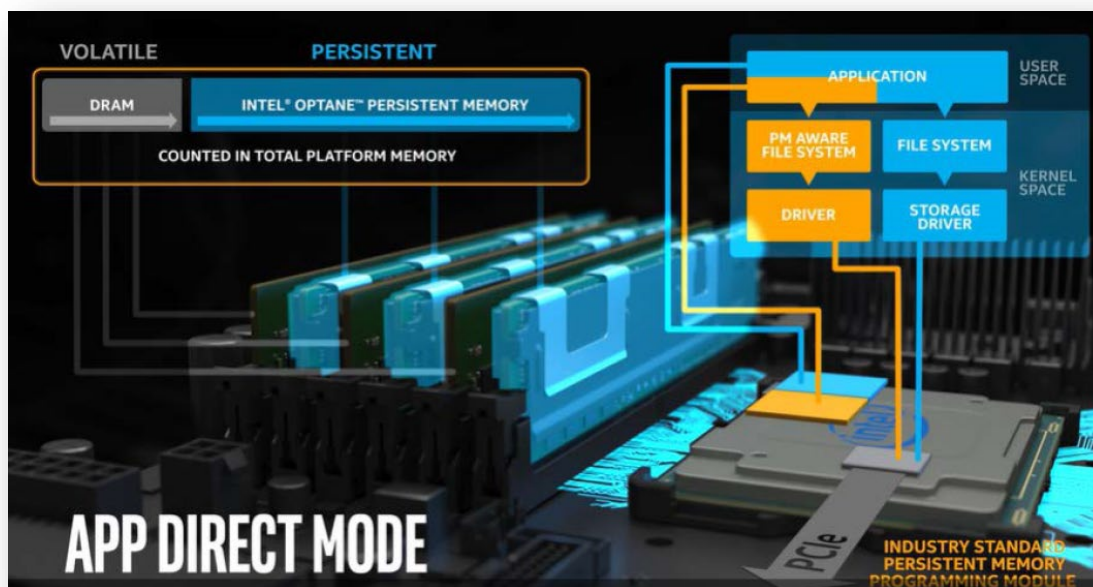 VOLATILE
PERSISTENT
DRAM
INTEL® OPTANE™ PERSISTENT MEMORY
COUNTED IN TOTAL PLATFORM MEMORY
APPLICATION
USER
SPACE
PM AWARE
FILE SYSTEM
FILE SYSTEM
KERNEL
SPACE
DRIVER
STORAGE
DRIVER
intel
PCIe
APP DIRECT MODE
INDUSTRY STANDARD
PERSISTENT MEMORY
PROGRAMMING MODULE